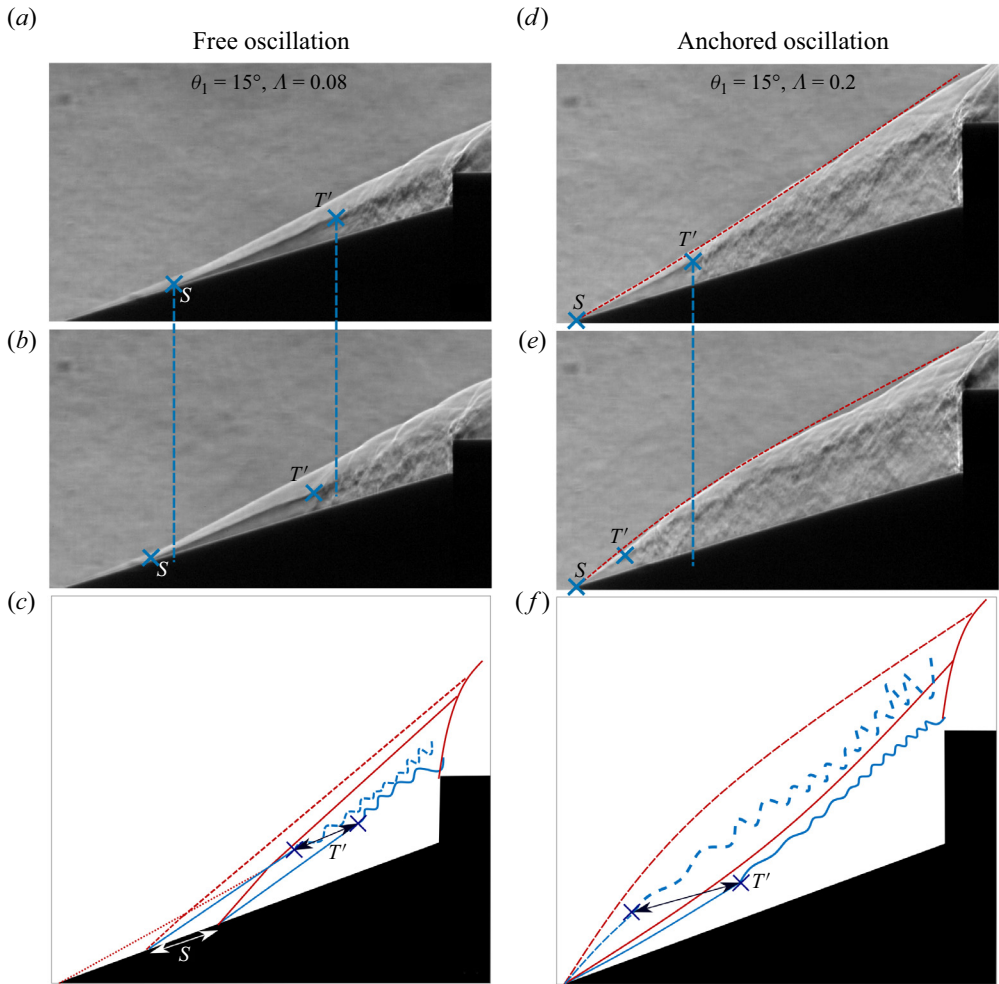 (a)
Free oscillation
θ₁ = 15°, Λ = 0.08
T′
S
(b)
T′
S
(c)
T′
S
(d)
Anchored oscillation
θ₁ = 15°, Λ = 0.2
T′
S
(e)
T′
S
(f)
T′